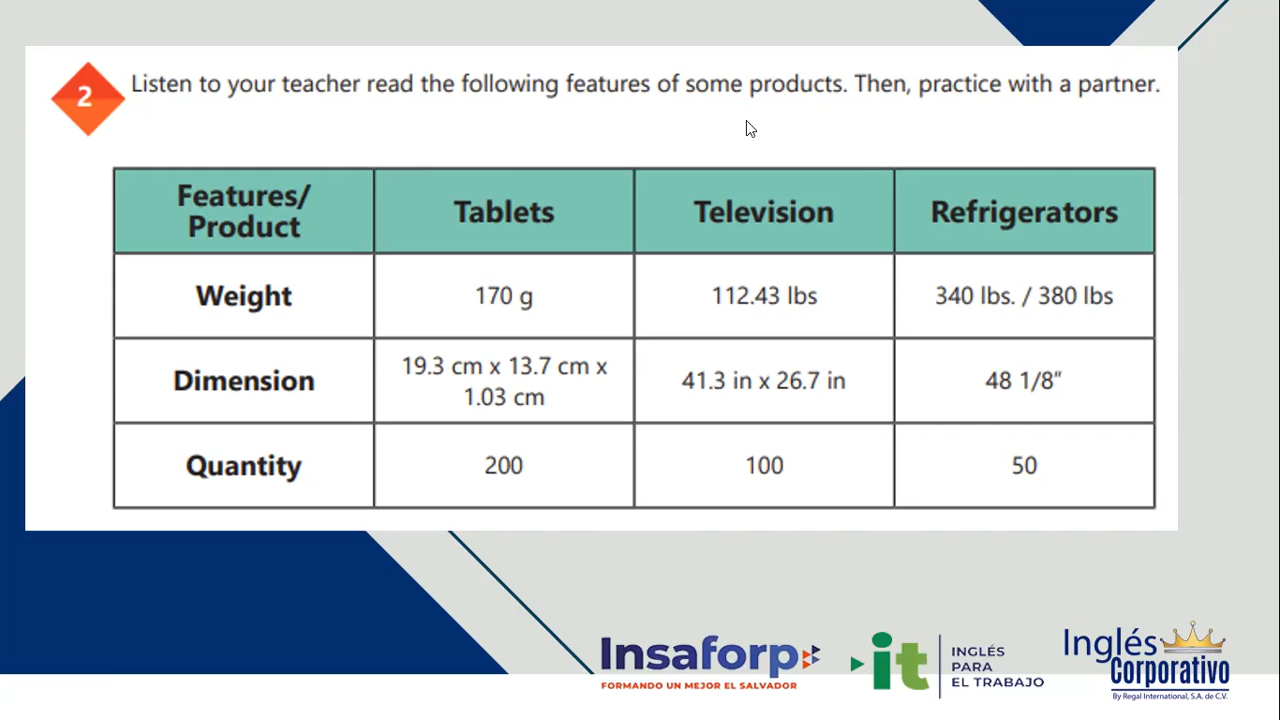 2
Listen to your teacher read the following features of some products. Then, practice with a partner.
Features/
Product
Tablets
Television
Refrigerators
Weight
170 g
112.43 lbs
340 lbs. / 380 lbs
Dimension
19.3 cm x 13.7 cm x
1.03 cm
41.3 in x 26.7 in
48 1/8"
Quantity
200
100
50
Insaforp
FORMANDO UN MEJOR EL SALVADOR
it
INGLÉS
PARA
EL TRABAJO
Inglés
Corporativo
By Regal International, S.A. de C.V.